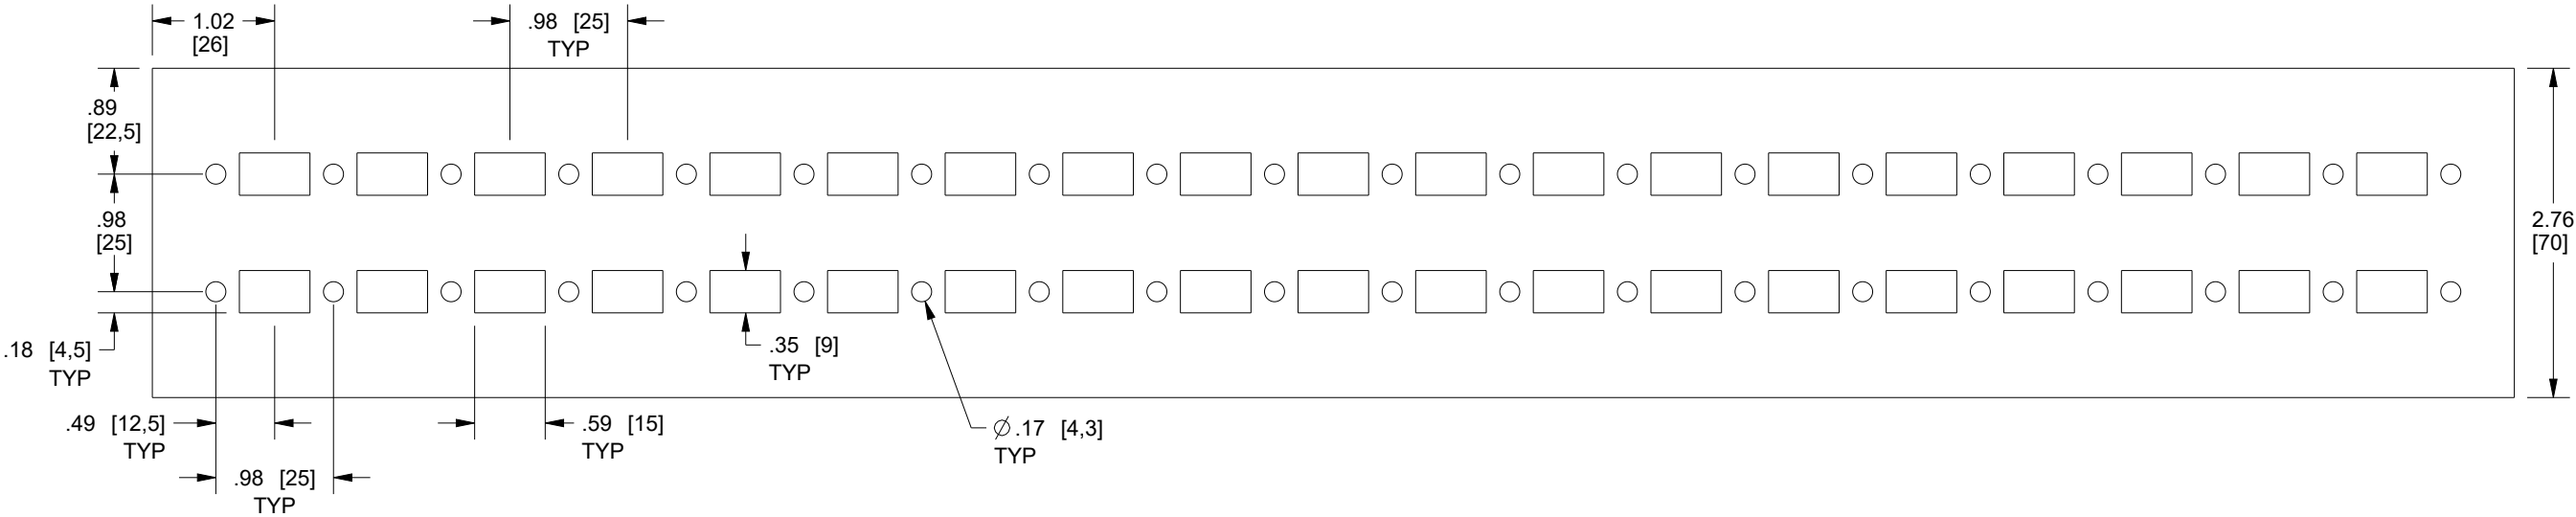 1.02
[26]
.98 [25]
TYP
.89
[22,5]
.98
[25]
2.76
[70]
.18 [4,5]
TYP
.35 [9]
TYP
.49 [12,5]
TYP
.59 [15]
TYP
⌀.17 [4,3]
TYP
.98 [25]
TYP